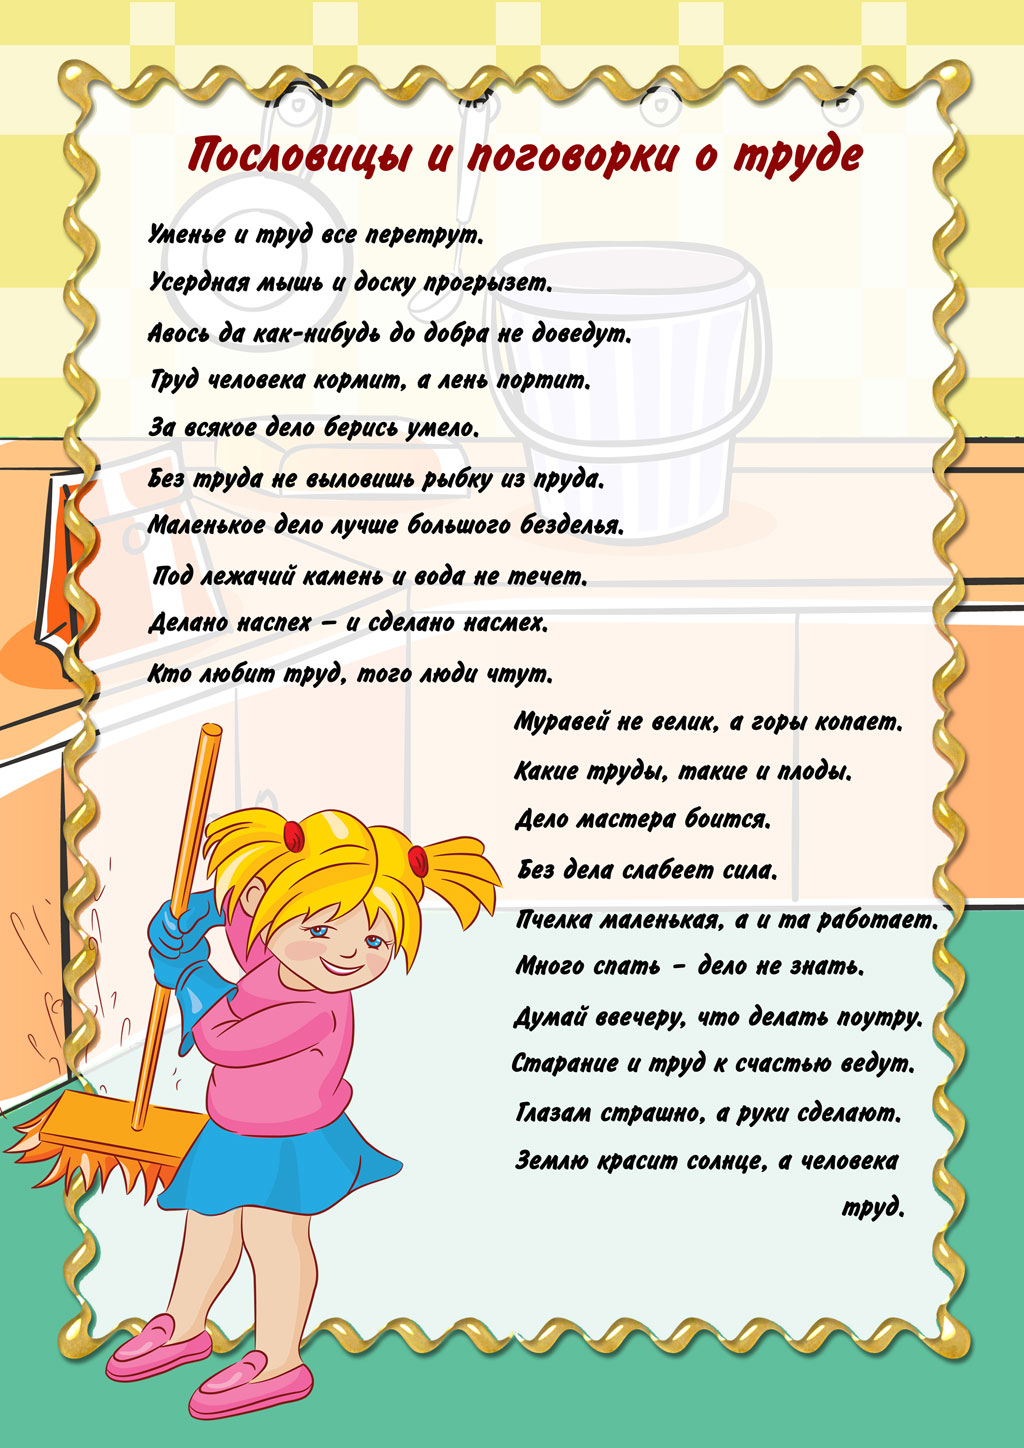 Пословицы и поговорки о труде
Уменье и труд все перетрут.
Усердная мышь и доску прогрызет.
Авось да как-нибудь до добра не доведут.
Труд человека кормит, а лень портит.
За всякое дело берись умело.
Без труда не выловишь рыбку из пруда.
Маленькое дело лучше большого безделья.
Под лежачий камень и вода не течет.
Делано наспех – и сделано насмех.
Кто любит труд, того люди чтут.
Муравей не велик, а горы копает.
Какие труды, такие и плоды.
Дело мастера боится.
Без дела слабеет сила.
Пчелка маленькая, а и та работает.
Много спать – дело не знать.
Думай ввечеру, что делать поутру.
Старание и труд к счастью ведут.
Глазам страшно, а руки сделают.
Землю красит солнце, а человека
труд.